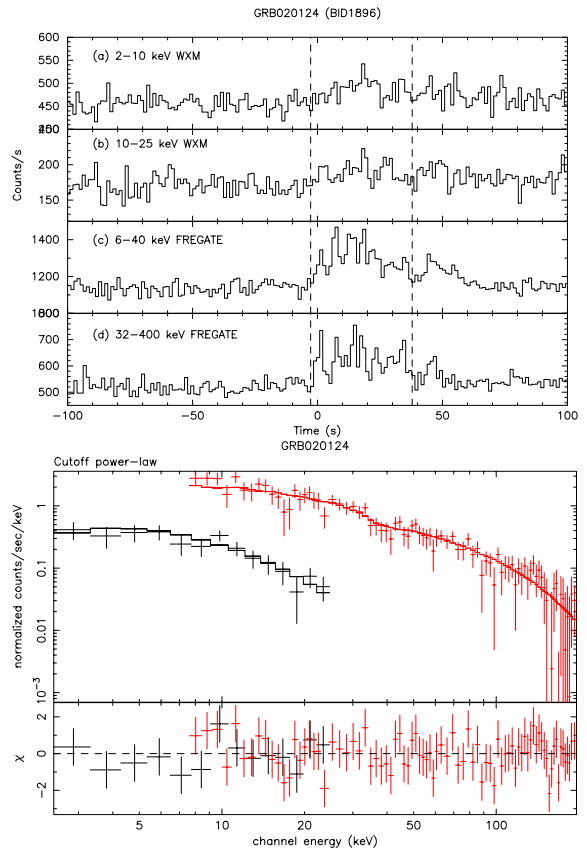 GRB020124 (BID1896)
600
(a) 2−10 keV WXM
550
500
450
400
250
(b) 10−25 keV WXM
200
150
Counts/s
(c) 6−40 keV FREGATE
1400
1200
1000
800
(d) 32−400 keV FREGATE
700
600
500
−100 −50 0 50 100
Time (s)
GRB020124
Cutoff power−law
1
0.1
0.01
10⁻³
normalized counts/sec/keV
2
0
−2
χ
5 10 20 50 100
channel energy (keV)